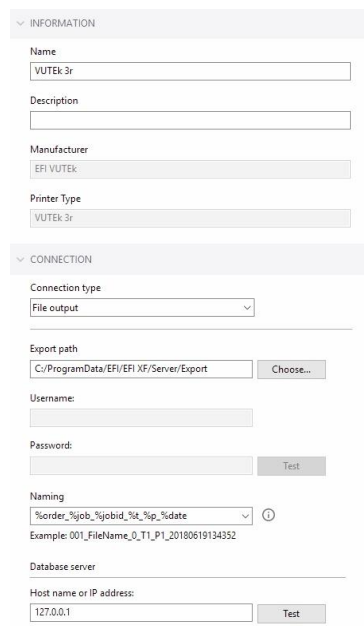 INFORMATION
Name
VUTEk 3r
Description
Manufacturer
EFI VUTEk
Printer Type
VUTEk 3r
CONNECTION
Connection type
File output
Export path
C:/ProgramData/EFI/EFI XF/Server/Export
Choose...
Username:
Password:
Test
Naming
%order_%job_%jobid_%t_%p_%date
Example: 001_FileName_0_T1_P1_20180619134352
Database server
Host name or IP address:
127.0.0.1
Test